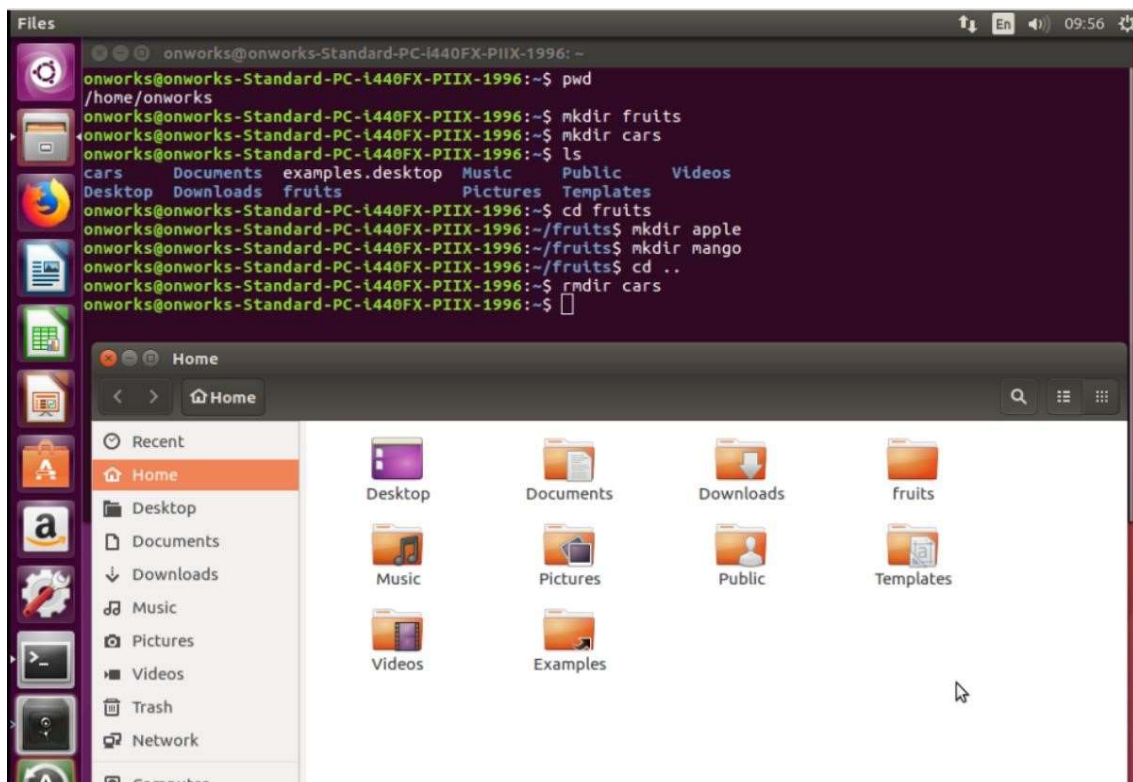 Files
En
09:56
onworks@onworks-Standard-PC-i440FX-PIIX-1996: ~
onworks@onworks-Standard-PC-i440FX-PIIX-1996:~$ pwd
/home/onworks
onworks@onworks-Standard-PC-i440FX-PIIX-1996:~$ mkdir fruits
onworks@onworks-Standard-PC-i440FX-PIIX-1996:~$ mkdir cars
onworks@onworks-Standard-PC-i440FX-PIIX-1996:~$ ls
cars Documents examples.desktop Music Public Videos
Desktop Downloads fruits Pictures Templates
onworks@onworks-Standard-PC-i440FX-PIIX-1996:~$ cd fruits
onworks@onworks-Standard-PC-i440FX-PIIX-1996:~/fruits$ mkdir apple
onworks@onworks-Standard-PC-i440FX-PIIX-1996:~/fruits$ mkdir mango
onworks@onworks-Standard-PC-i440FX-PIIX-1996:~/fruits$ cd ..
onworks@onworks-Standard-PC-i440FX-PIIX-1996:~$ rmdir cars
onworks@onworks-Standard-PC-i440FX-PIIX-1996:~$
Home
Home
Recent
Home
Desktop
Documents
Downloads
Music
Pictures
Videos
Trash
Network
Desktop Documents Downloads fruits
Music Pictures Public Templates
Videos Examples